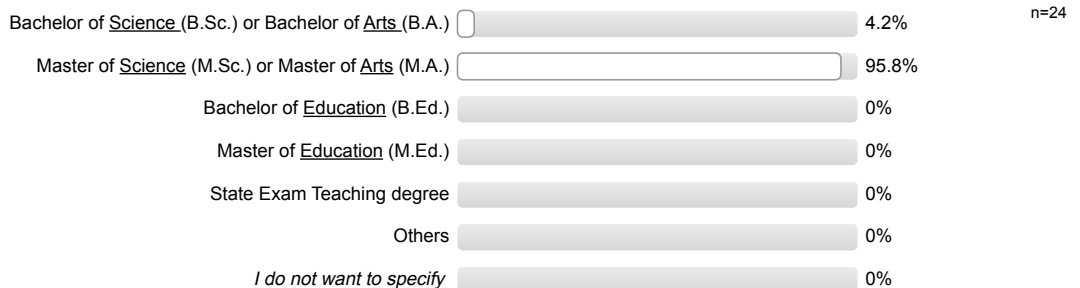 Bachelor of Science (B.Sc.) or Bachelor of Arts (B.A.) 4.2% n=24
Master of Science (M.Sc.) or Master of Arts (M.A.) 95.8%
Bachelor of Education (B.Ed.) 0%
Master of Education (M.Ed.) 0%
State Exam Teaching degree 0%
Others 0%
I do not want to specify 0%